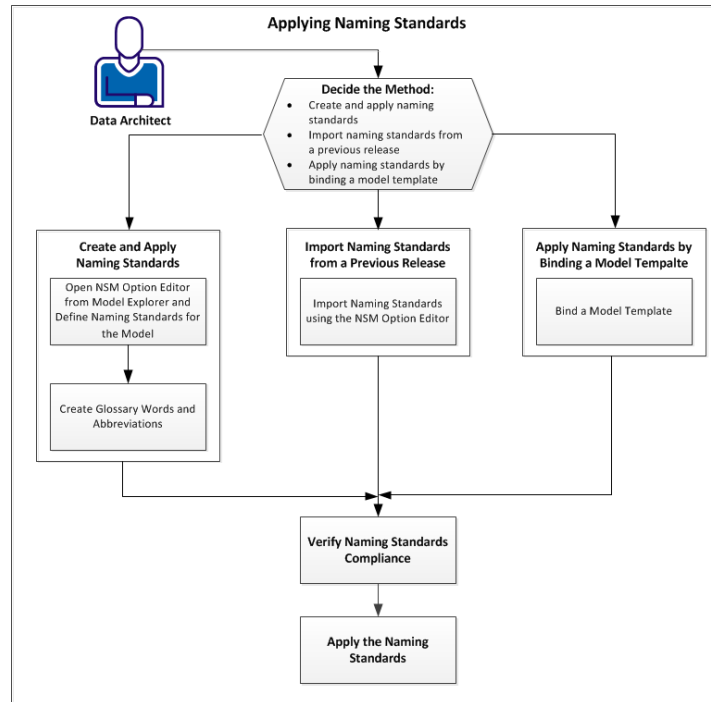 Applying Naming Standards
Data Architect
Decide the Method:
• Create and apply naming
standards
• Import naming standards from
a previous release
• Apply naming standards by
binding a model template
Create and Apply
Naming Standards
Open NSM Option Editor
from Model Explorer and
Define Naming Standards for
the Model
Create Glossary Words and
Abbreviations
Import Naming Standards
from a Previous Release
Import Naming Standards
using the NSM Option Editor
Apply Naming Standards by
Binding a Model Tempalte
Bind a Model Template
Verify Naming Standards
Compliance
Apply the Naming
Standards